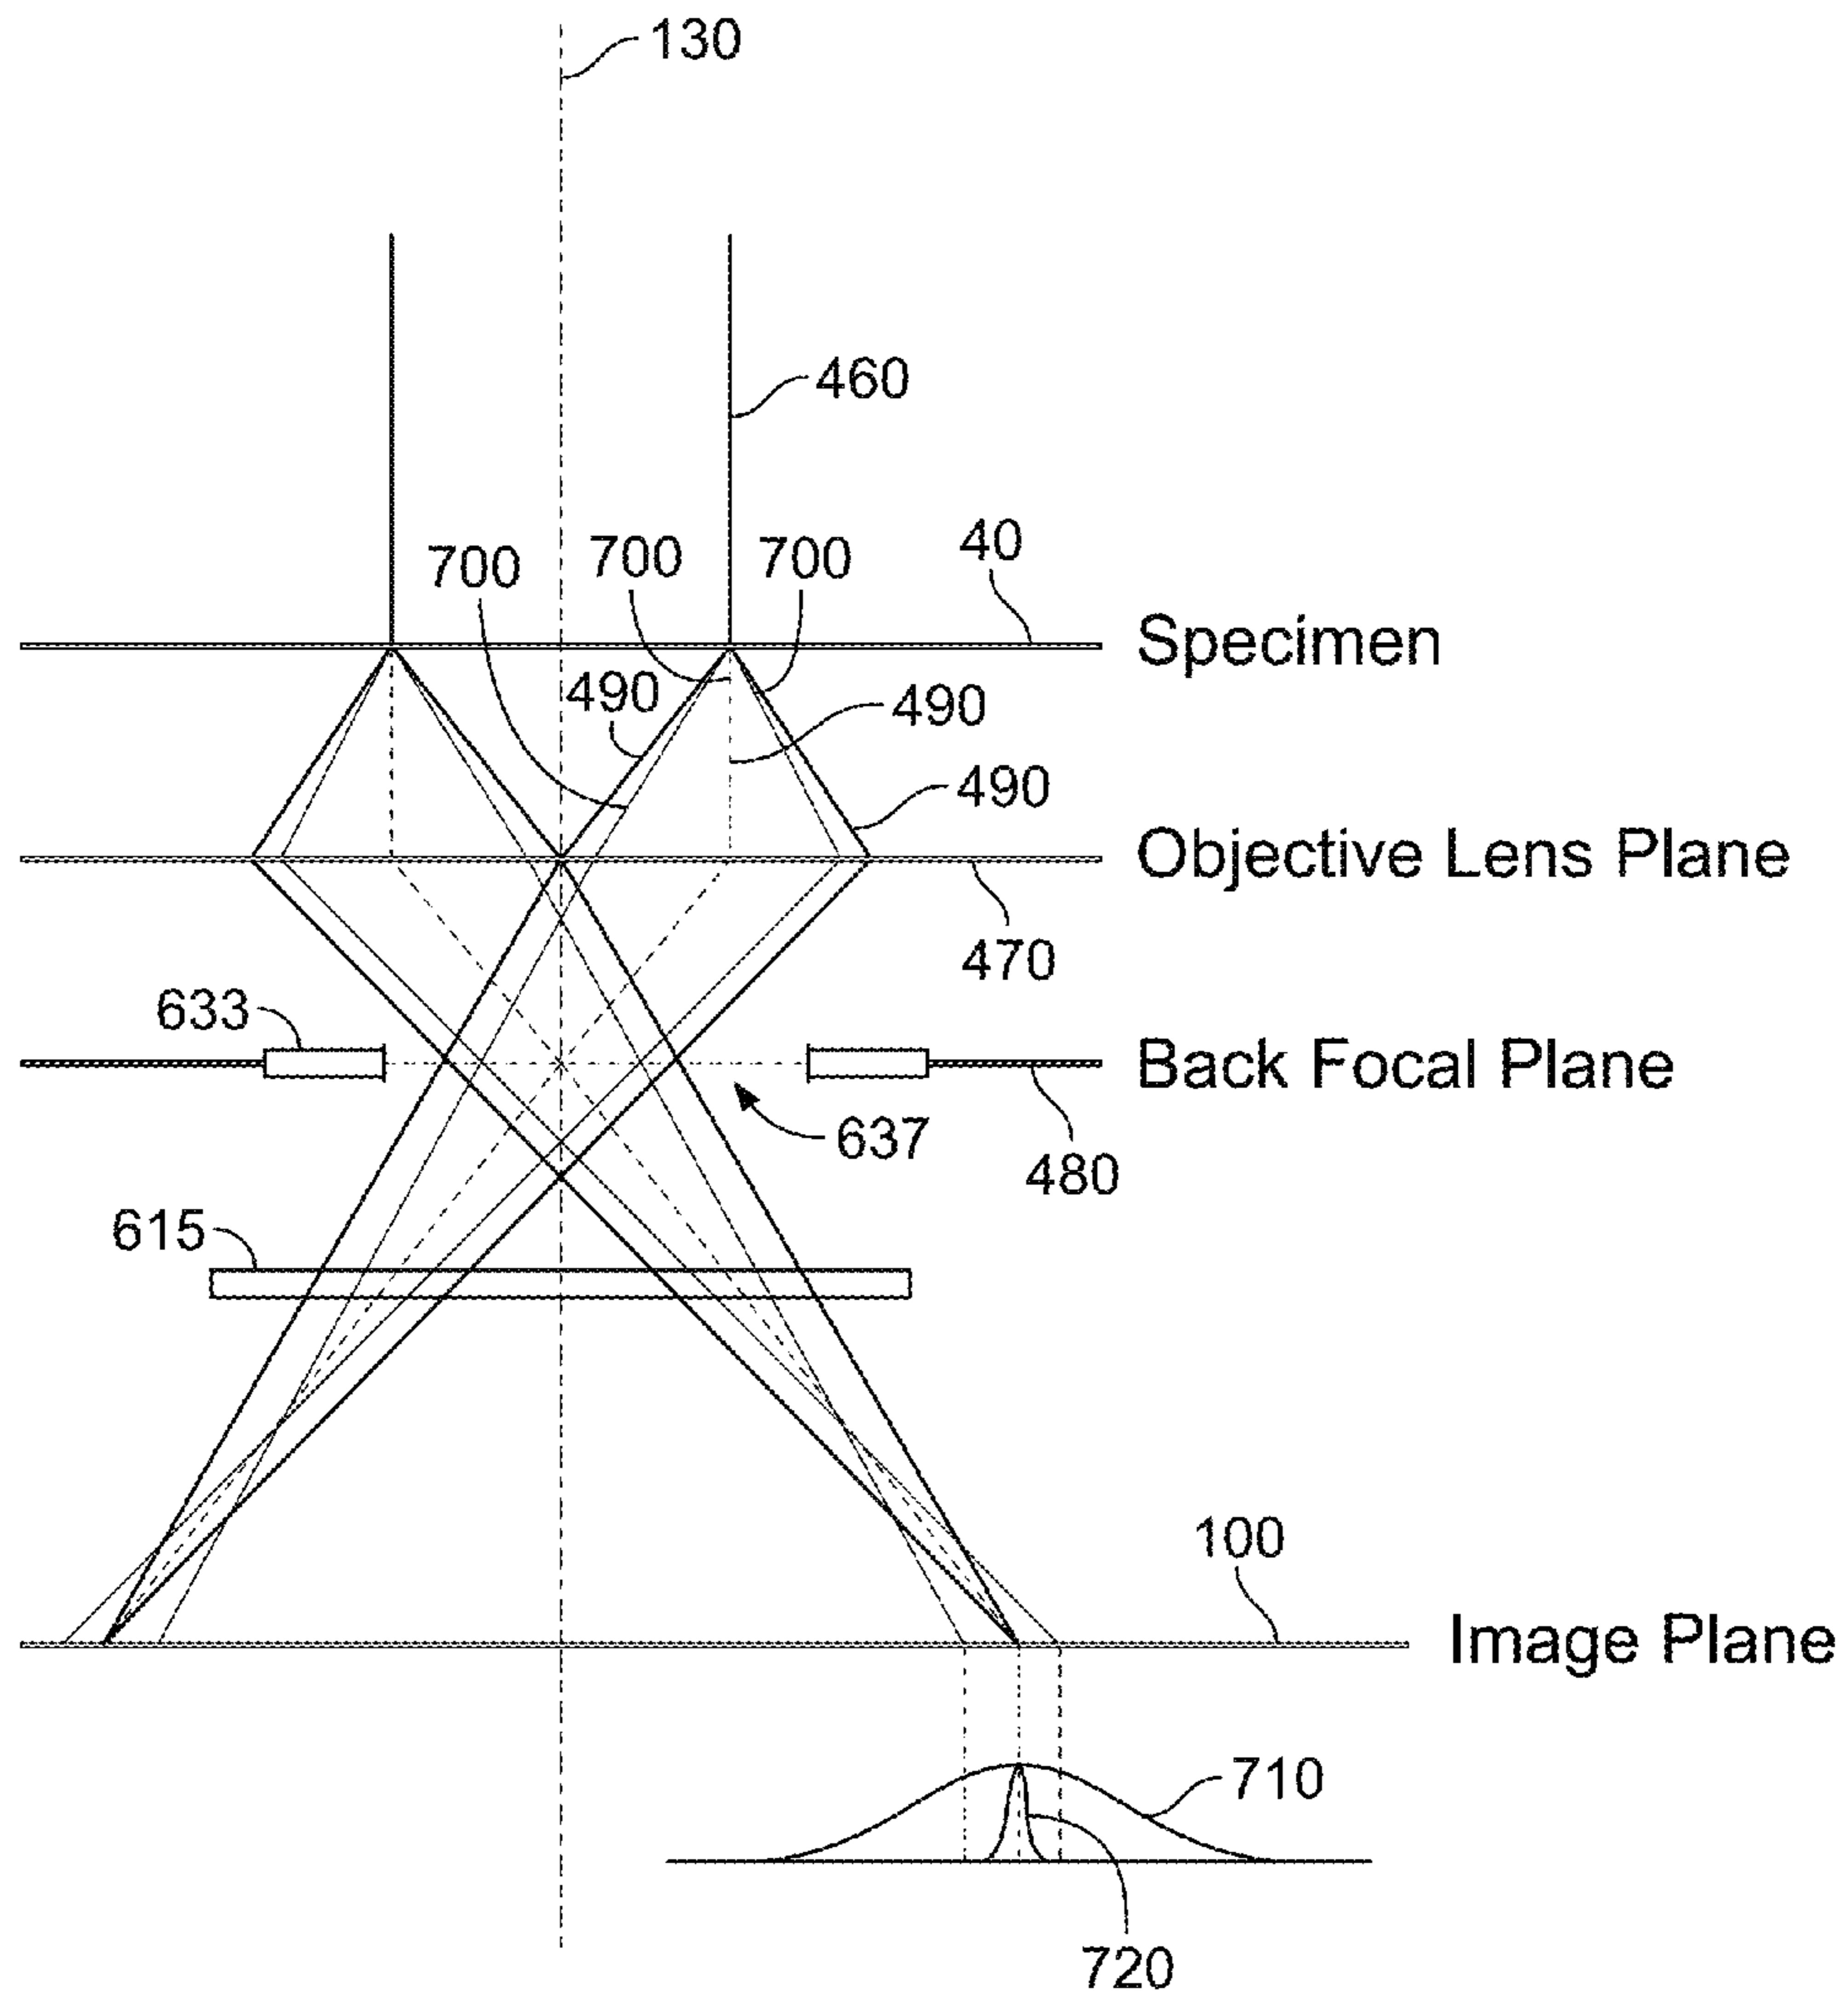 130
460
40
700 700 700
Specimen
490 490
490
Objective Lens Plane
470
633
Back Focal Plane
637
480
615
100
Image Plane
710
720